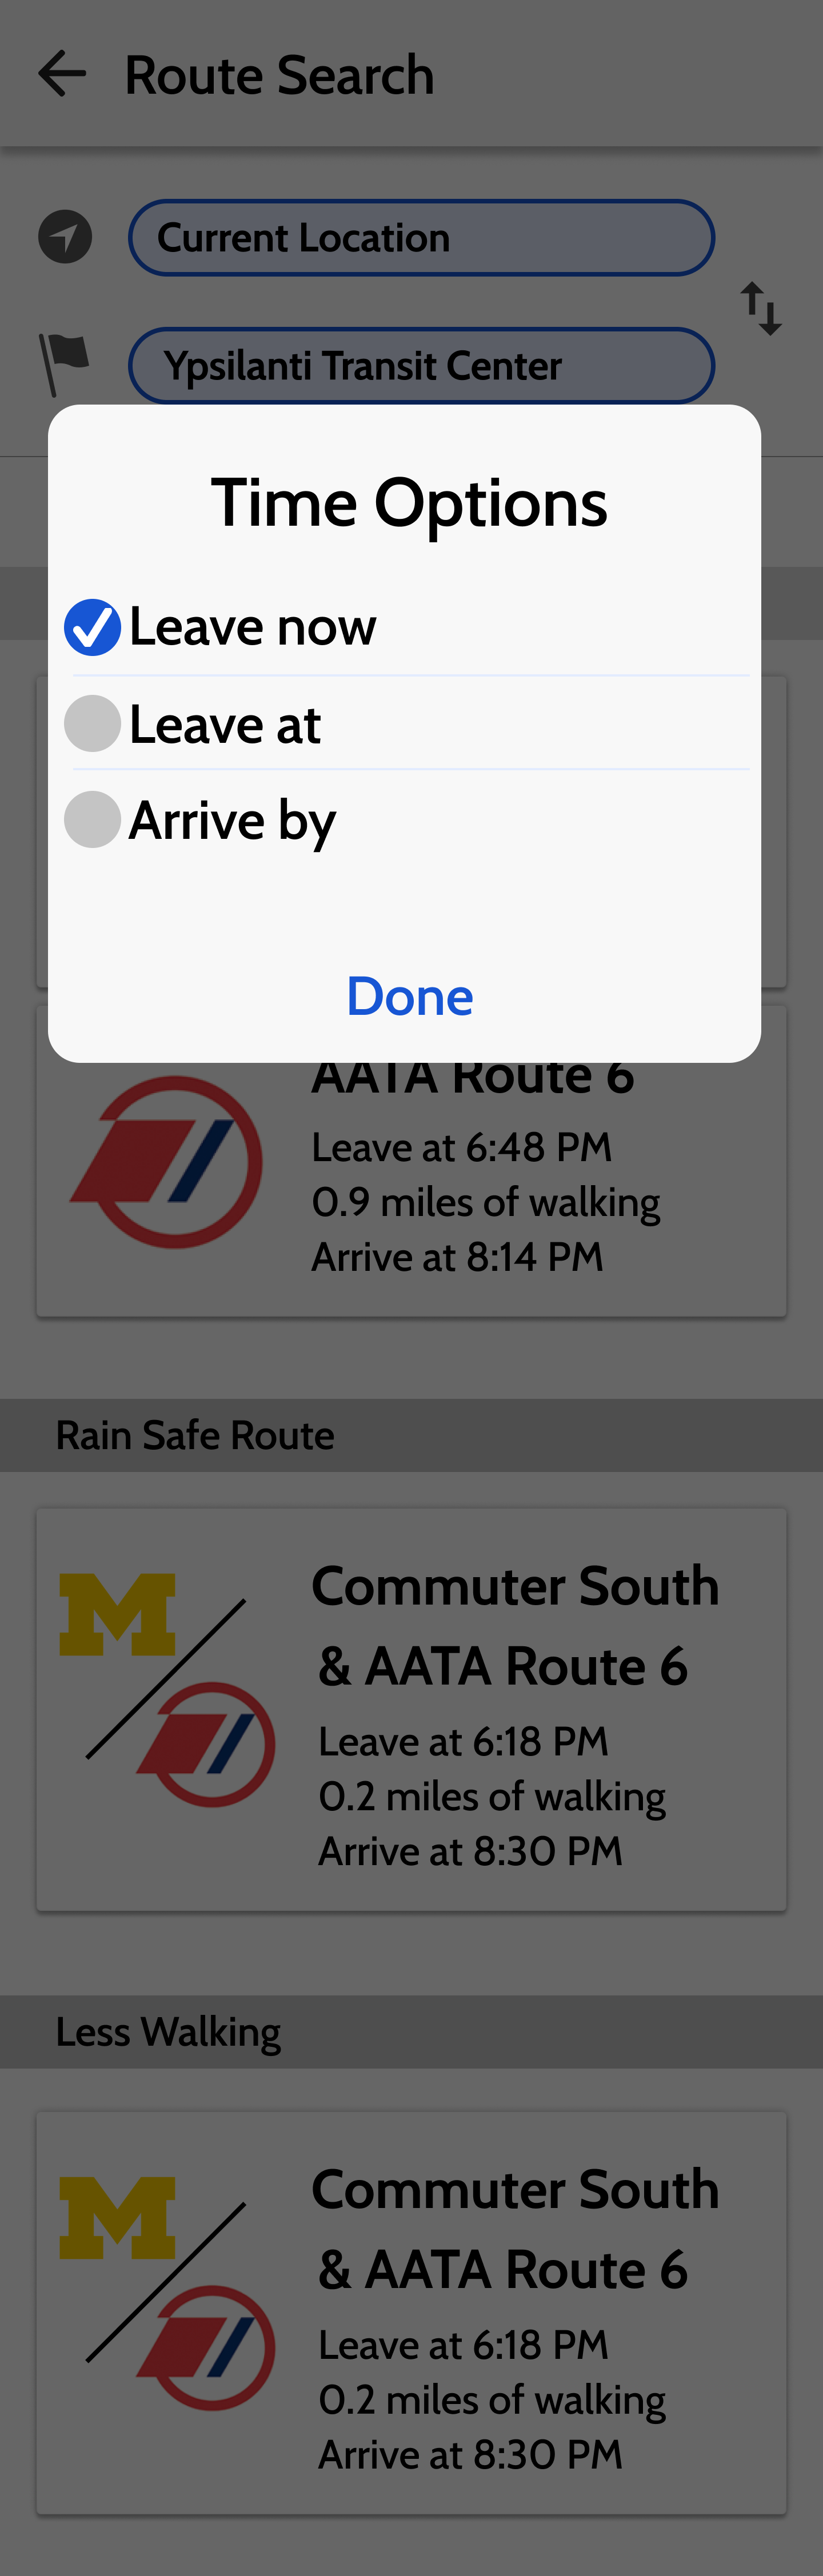 Route Search
Current Location
Ypsilanti Transit Center
Time Options
Leave now
Leave at
Arrive by
Done
AATA Route 6
Leave at 6:48 PM
0.9 miles of walking
Arrive at 8:14 PM
Rain Safe Route
M
Commuter South
& AATA Route 6
Leave at 6:18 PM
0.2 miles of walking
Arrive at 8:30 PM
Less Walking
M
Commuter South
& AATA Route 6
Leave at 6:18 PM
0.2 miles of walking
Arrive at 8:30 PM